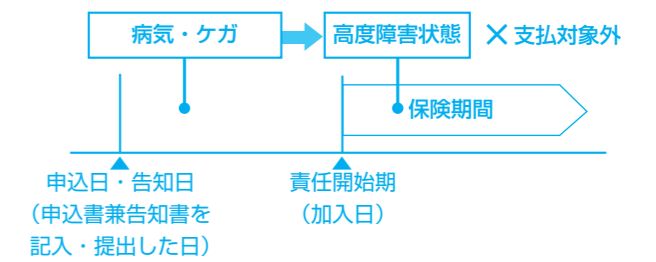 病気・ケガ
高度障害状態
×支払対象外
保険期間
申込日・告知日
（申込書兼告知書を
記入・提出した日）
責任開始期
（加入日）